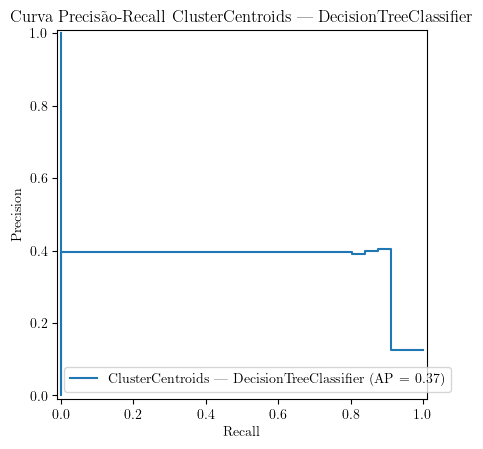 Curva Precisão-Recall ClusterCentroids — DecisionTreeClassifier
1.0
0.8
0.6
0.4
0.2
0.0
Precision
ClusterCentroids — DecisionTreeClassifier (AP = 0.37)
0.0 0.2 0.4 0.6 0.8 1.0
Recall